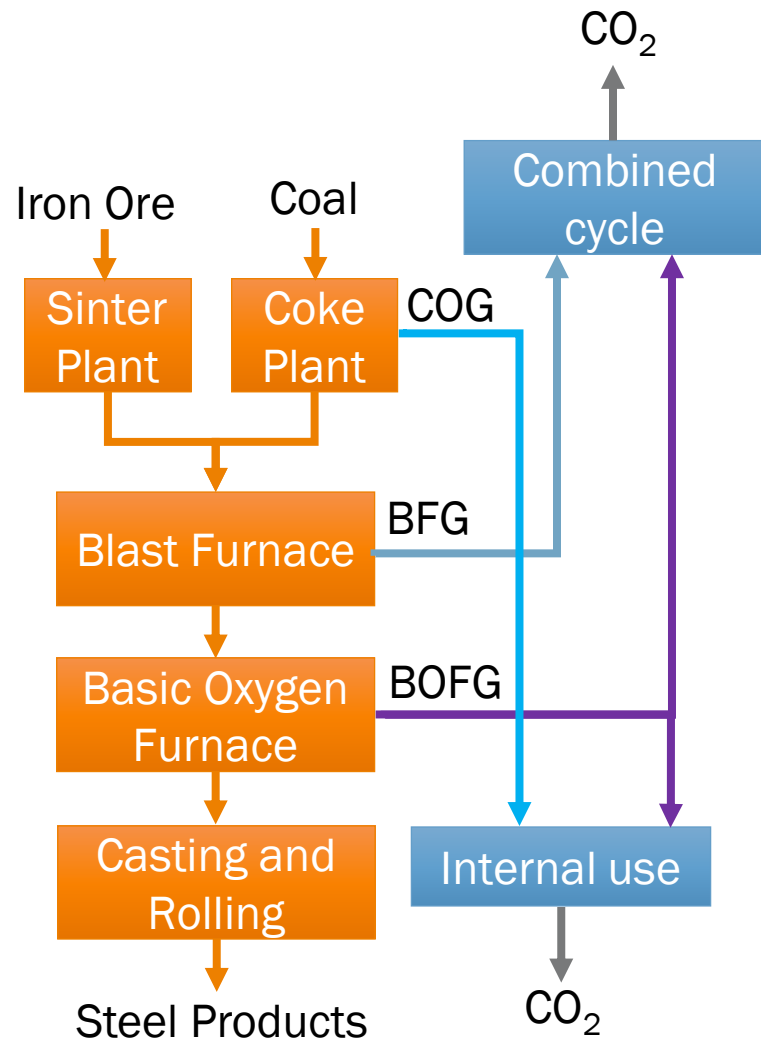 CO₂
Combined
cycle
Iron Ore
Coal
Sinter
Plant
Coke
Plant
COG
Blast Furnace
BFG
Basic Oxygen
Furnace
BOFG
Casting and
Rolling
Internal use
Steel Products
CO₂